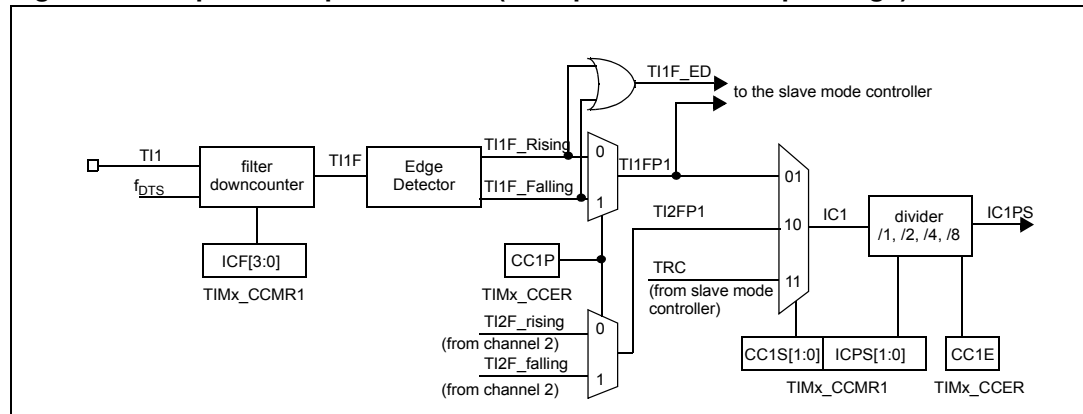 TI1F_ED
to the slave mode controller
TI1
fDTS
filter
downcounter
TI1F
Edge
Detector
TI1F_Rising
TI1F_Falling
0
1
TI1FP1
01
TI2FP1
10
IC1
divider
/1, /2, /4, /8
IC1PS
ICF[3:0]
TIMx_CCMR1
CC1P
TIMx_CCER
TRC
(from slave mode
controller)
11
TI2F_rising
(from channel 2)
0
TI2F_falling
(from channel 2)
1
CC1S[1:0]
ICPS[1:0]
CC1E
TIMx_CCMR1
TIMx_CCER